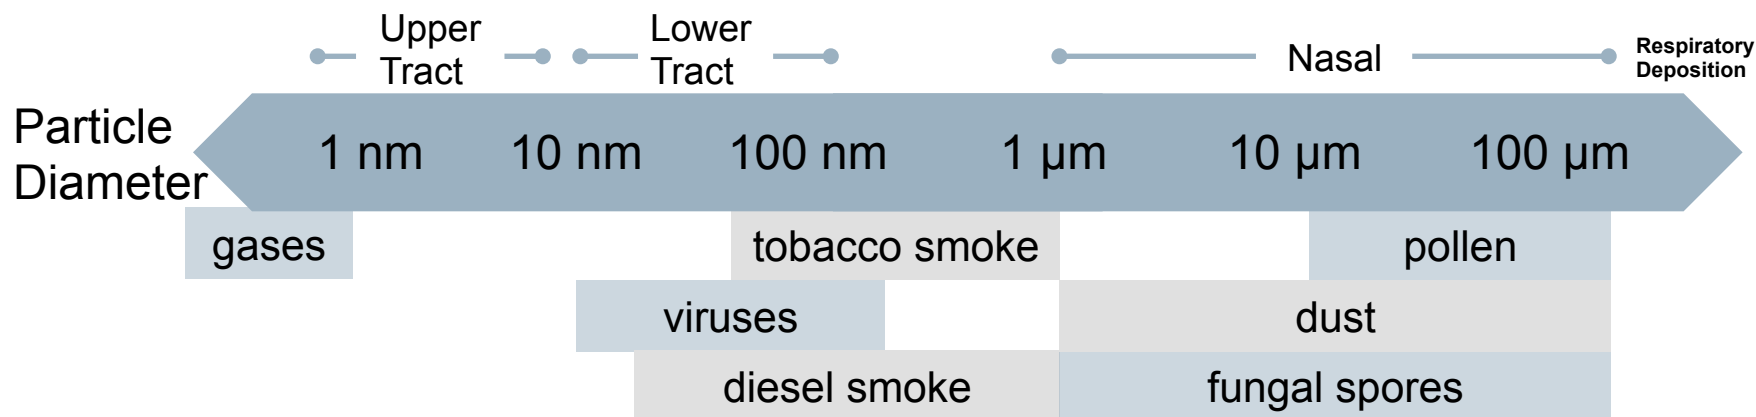 Upper
Tract
Lower
Tract
Nasal
Respiratory
Deposition
Particle
Diameter
1 nm 10 nm 100 nm 1 µm 10 µm 100 µm
gases tobacco smoke pollen
viruses dust
diesel smoke fungal spores